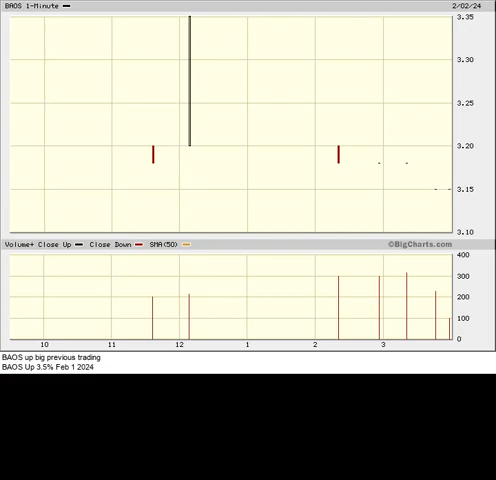 BAOS 1-Minute 2/02/24
3.35
3.30
3.25
3.20
3.15
3.10
Volume+ Close Up Close Down SMA(50) ©BigCharts.com
400
300
200
100
0
10 11 12 1 2 3
BAOS up big previous trading
BAOS Up 3.5% Feb 1 2024